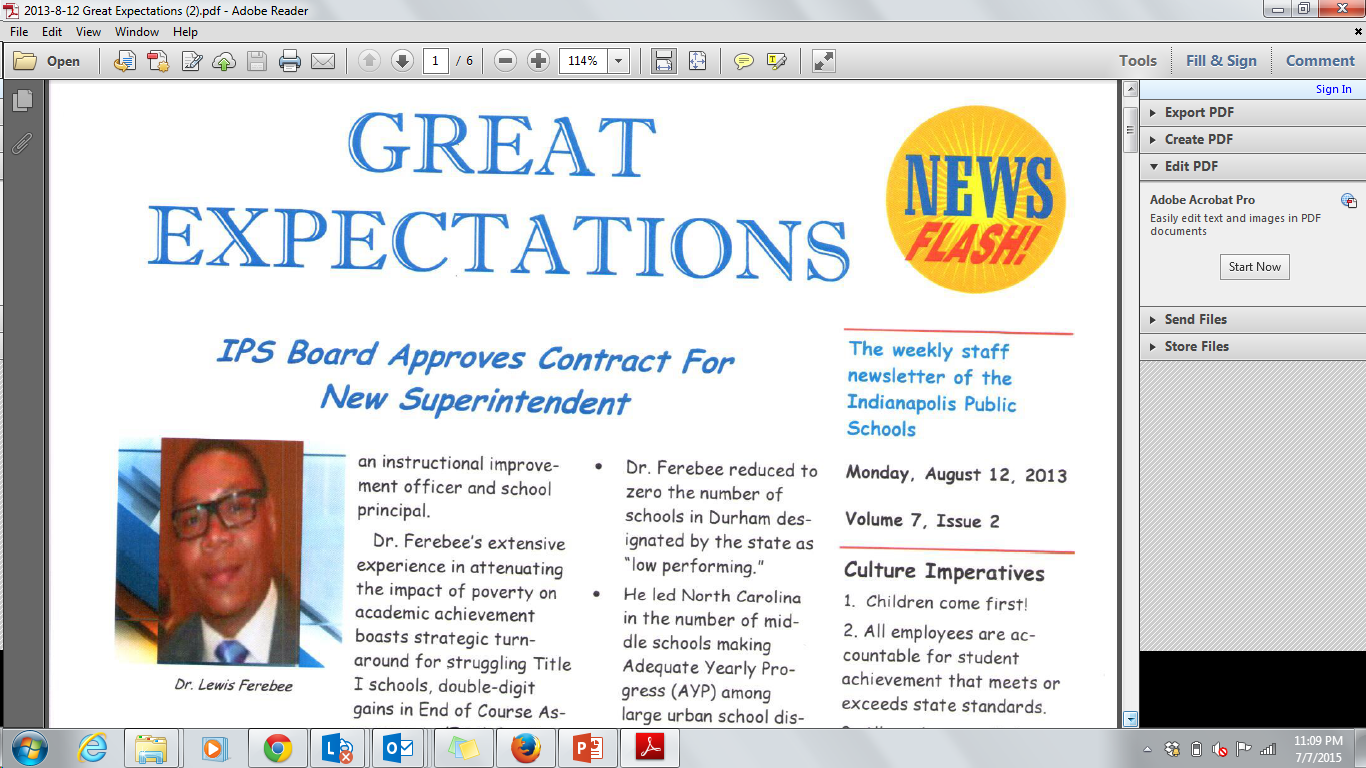 2013-8-12 Great Expectations (2).pdf - Adobe Reader
File Edit View Window Help
Open 1 / 6 114% Tools Fill & Sign Comment
Sign In
Export PDF
Create PDF
Edit PDF
Adobe Acrobat Pro
Easily edit text and images in PDF
documents
Start Now
Send Files
Store Files
GREAT
EXPECTATIONS
NEWS
FLASH!
IPS Board Approves Contract For
New Superintendent
Dr. Lewis Ferebee
an instructional improve-
ment officer and school
principal.
Dr. Ferebee's extensive
experience in attenuating
the impact of poverty on
academic achievement
boasts strategic turn-
around for struggling Title
I schools, double-digit
gains in End of Course As-
• Dr. Ferebee reduced to
zero the number of
schools in Durham des-
ignated by the state as
"low performing."
• He led North Carolina
in the number of mid-
dle schools making
Adequate Yearly Pro-
gress (AYP) among
large urban school dis-
The weekly staff
newsletter of the
Indianapolis Public
Schools
Monday, August 12, 2013
Volume 7, Issue 2
Culture Imperatives
1. Children come first!
2. All employees are ac-
countable for student
achievement that meets or
exceeds state standards.
11:09 PM
7/7/2015